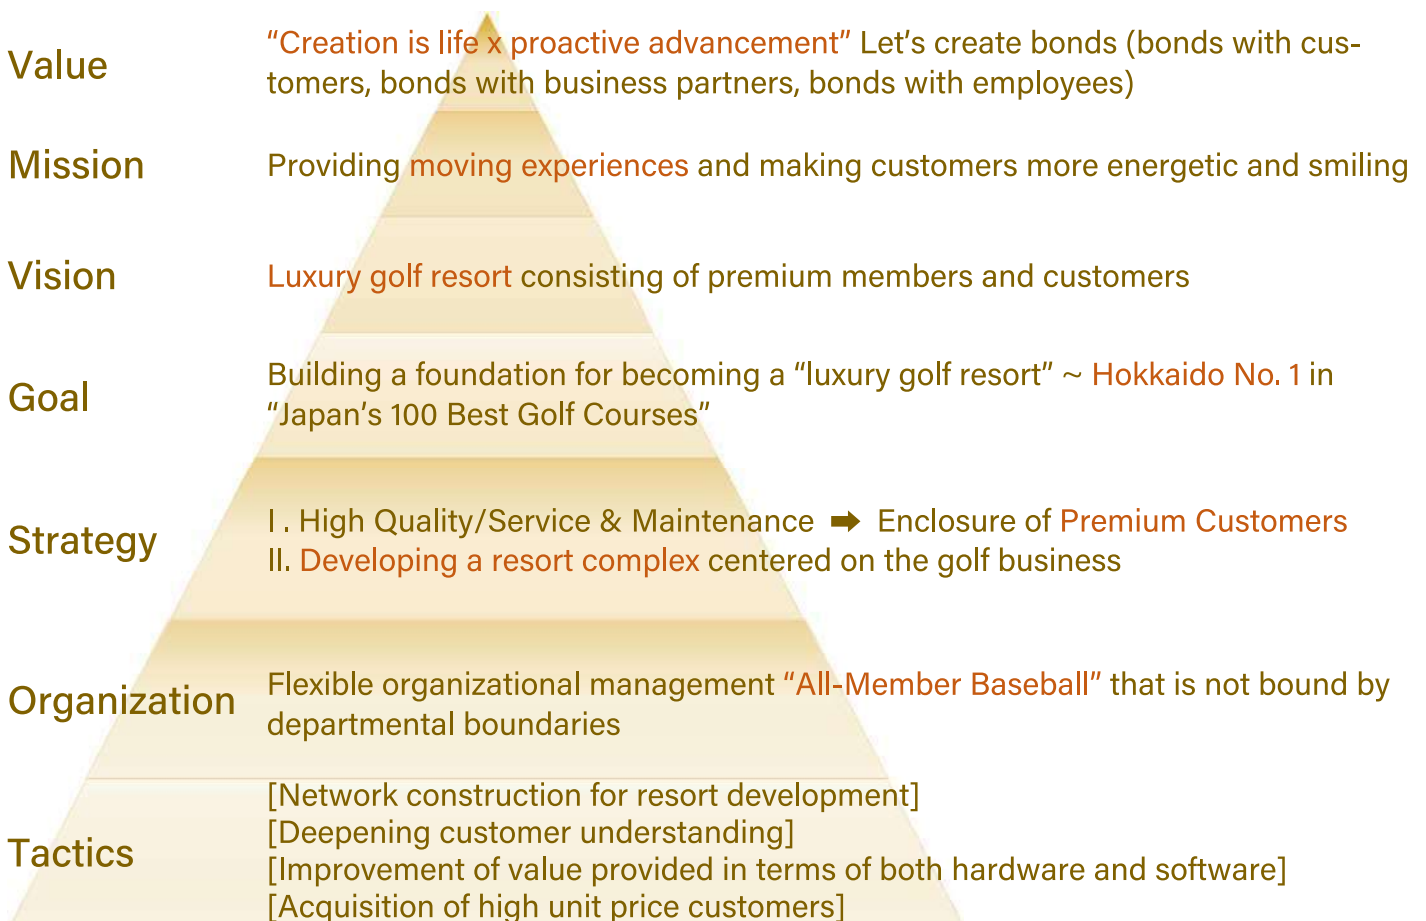 Value
“Creation is life x proactive advancement” Let’s create bonds (bonds with cus-
tomers, bonds with business partners, bonds with employees)
Mission
Providing moving experiences and making customers more energetic and smiling
Vision
Luxury golf resort consisting of premium members and customers
Goal
Building a foundation for becoming a “luxury golf resort” ~ Hokkaido No. 1 in
“Japan’s 100 Best Golf Courses”
Strategy
I . High Quality/Service & Maintenance ➡ Enclosure of Premium Customers
II. Developing a resort complex centered on the golf business
Organization
Flexible organizational management “All-Member Baseball” that is not bound by
departmental boundaries
Tactics
[Network construction for resort development]
[Deepening customer understanding]
[Improvement of value provided in terms of both hardware and software]
[Acquisition of high unit price customers]